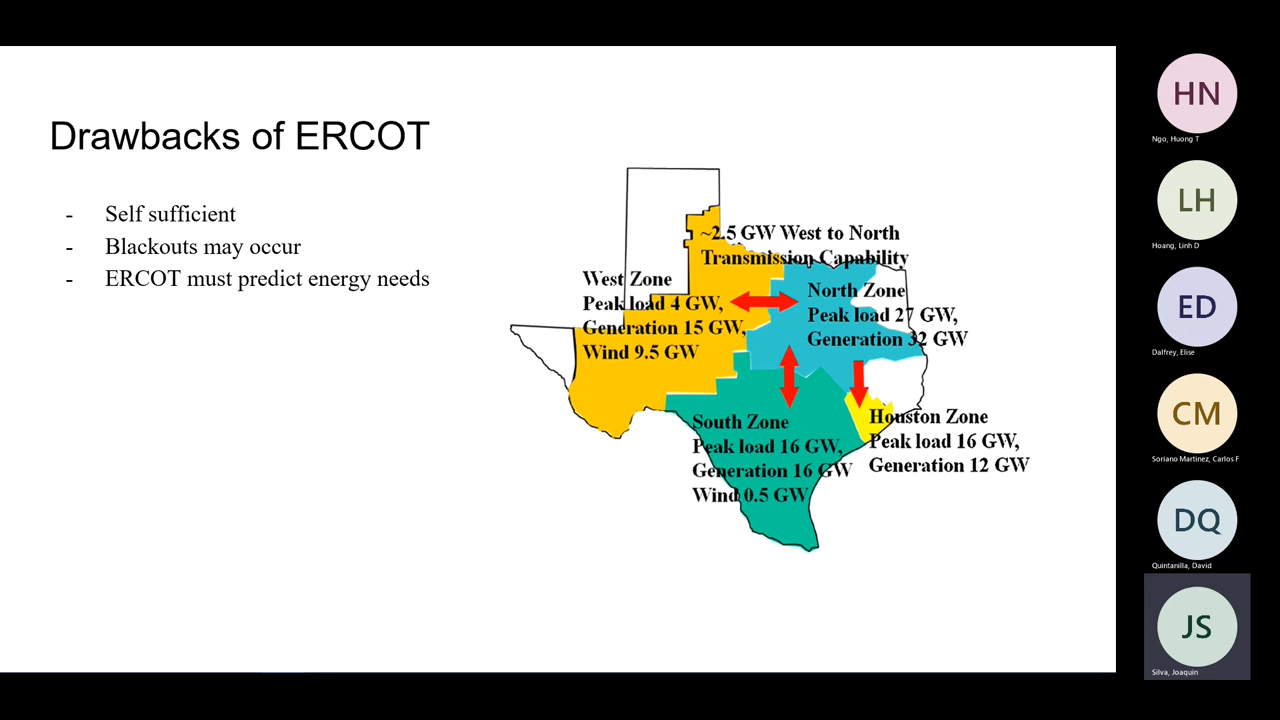 Drawbacks of ERCOT
- Self sufficient
- Blackouts may occur
- ERCOT must predict energy needs
~2.5 GW West to North
Transmission Capability
West Zone
Peak load 4 GW,
Generation 15 GW,
Wind 9.5 GW
North Zone
Peak load 27 GW,
Generation 32 GW
South Zone
Peak load 16 GW,
Generation 16 GW
Wind 0.5 GW
Houston Zone
Peak load 16 GW,
Generation 12 GW
HN
Ngo, Huong T
LH
Hoang, Linh D
ED
Dalfrey, Elise
CM
Soriano Martinez, Carlos F
DQ
Quintanilla, David
JS
Silva, Joaquin